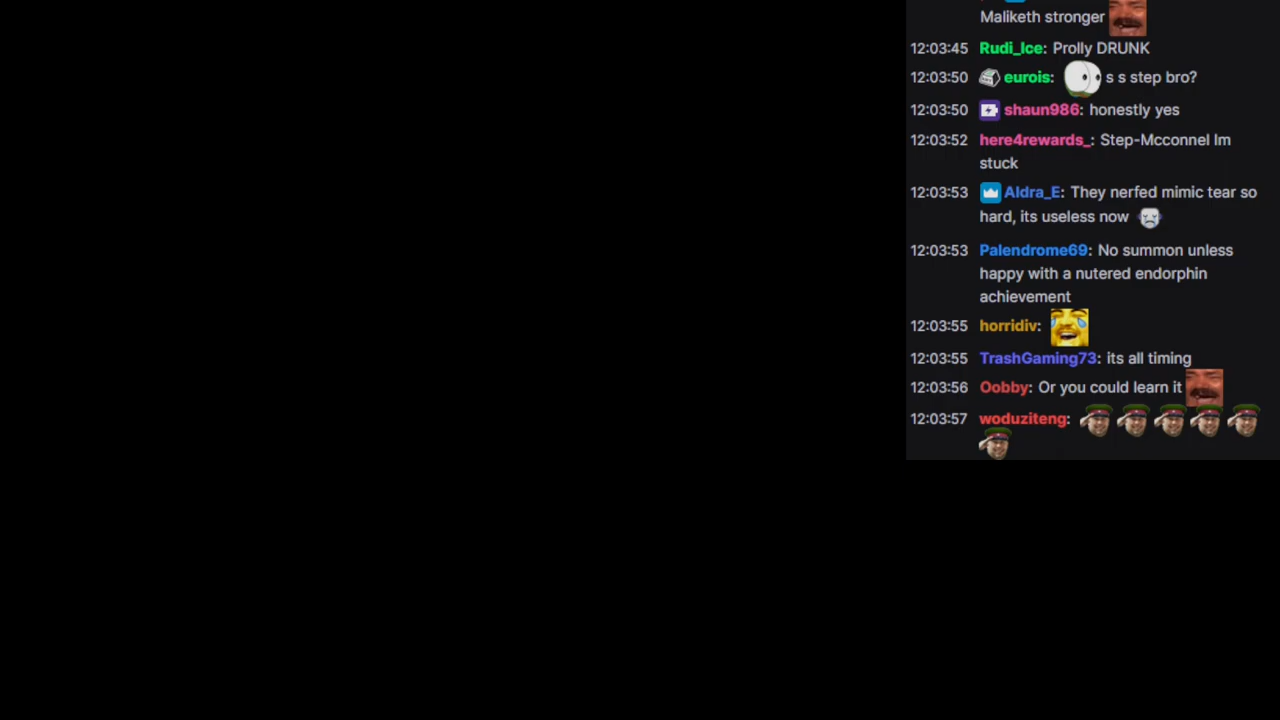 Maliketh stronger
12:03:45 Rudi_Ice: Prolly DRUNK
12:03:50 eurois: s s step bro?
12:03:50 shaun986: honestly yes
12:03:52 here4rewards_: Step-Mcconnel Im
stuck
12:03:53 Aldra_E: They nerfed mimic tear so
hard, its useless now
12:03:53 Palendrome69: No summon unless
happy with a nutered endorphin
achievement
12:03:55 horridiv:
12:03:55 TrashGaming73: its all timing
12:03:56 Oobby: Or you could learn it
12:03:57 woduziteng: